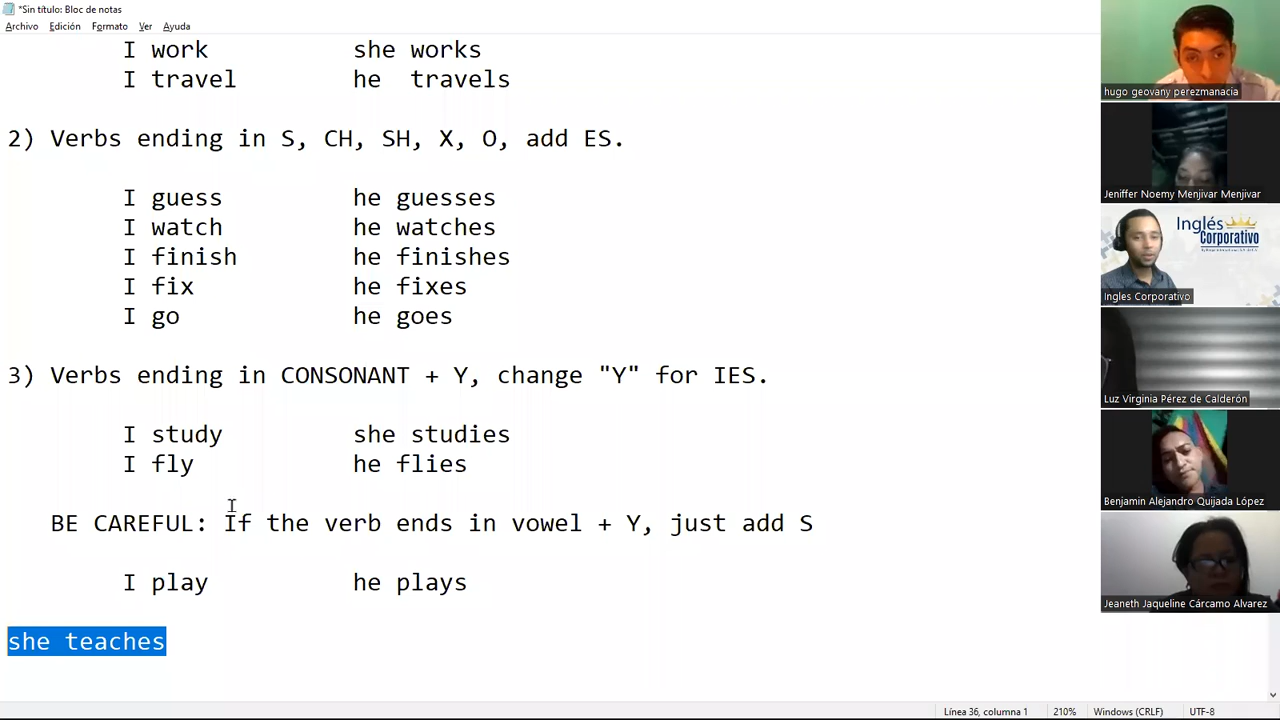 *Sin título: Bloc de notas
Archivo Edición Formato Ver Ayuda
I work she works
I travel he travels
2) Verbs ending in S, CH, SH, X, O, add ES.
I guess he guesses
I watch he watches
I finish he finishes
I fix he fixes
I go he goes
3) Verbs ending in CONSONANT + Y, change "Y" for IES.
I study she studies
I fly he flies
BE CAREFUL: If the verb ends in vowel + Y, just add S
I play he plays
she teaches
Línea 36, columna 1 210% Windows (CRLF) UTF-8
hugo geovany perezmanacia
Jeniffer Noemy Menjivar Menjivar
Inglés
Corporativo
Ingles Corporativo
Luz Virginia Pérez de Calderón
Benjamin Alejandro Quijada López
Jeaneth Jaqueline Cárcamo Alvarez